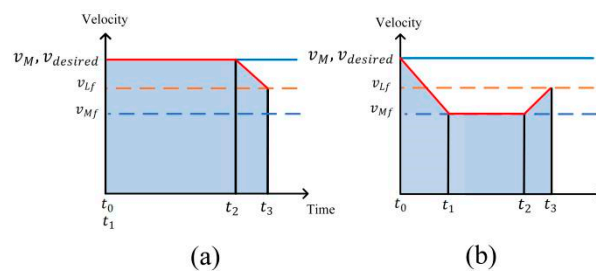 Velocity
v_M, v_desired
v_Lf
v_Mf
t_0
t_1
t_2
t_3
Time
(a)
Velocity
v_M, v_desired
v_Lf
v_Mf
t_0
t_1
t_2
t_3
Time
(b)